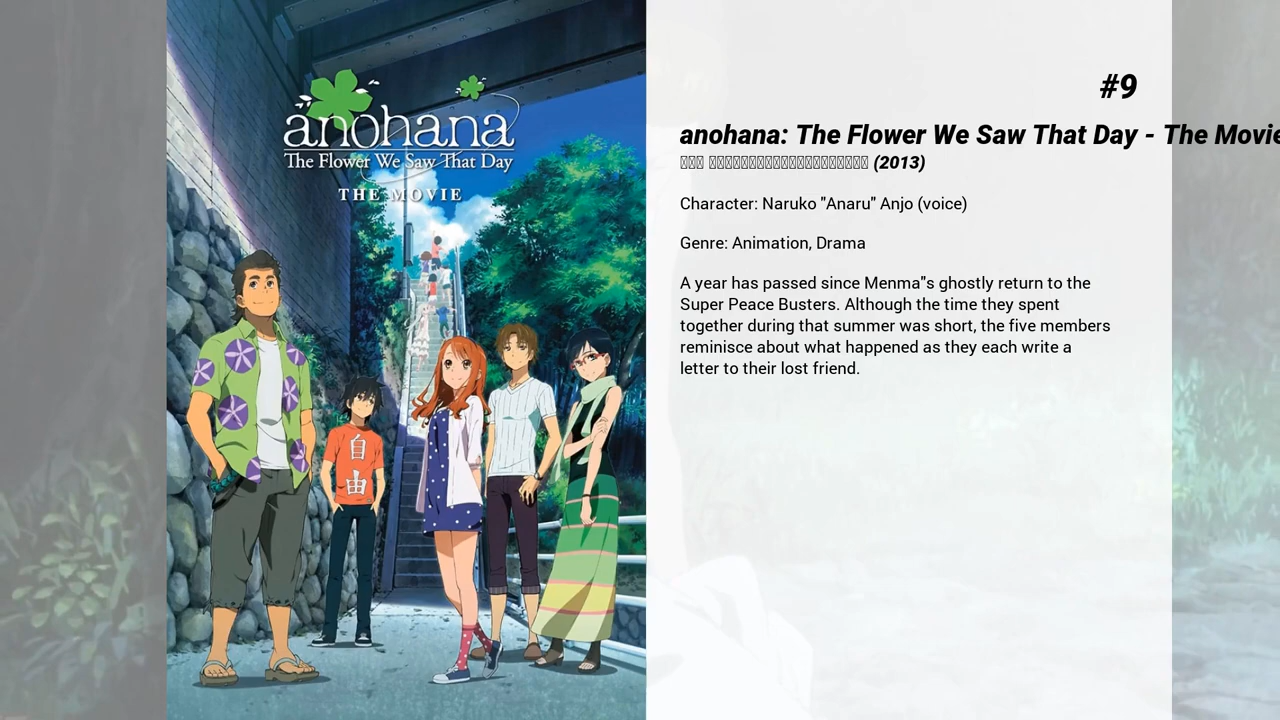 anohana
The Flower We Saw That Day
THE MOVIE
自
由
#9
anohana: The Flower We Saw That Day - The Movie
(2013)
Character: Naruko "Anaru" Anjo (voice)
Genre: Animation, Drama
A year has passed since Menma"s ghostly return to the
Super Peace Busters. Although the time they spent
together during that summer was short, the five members
reminisce about what happened as they each write a
letter to their lost friend.